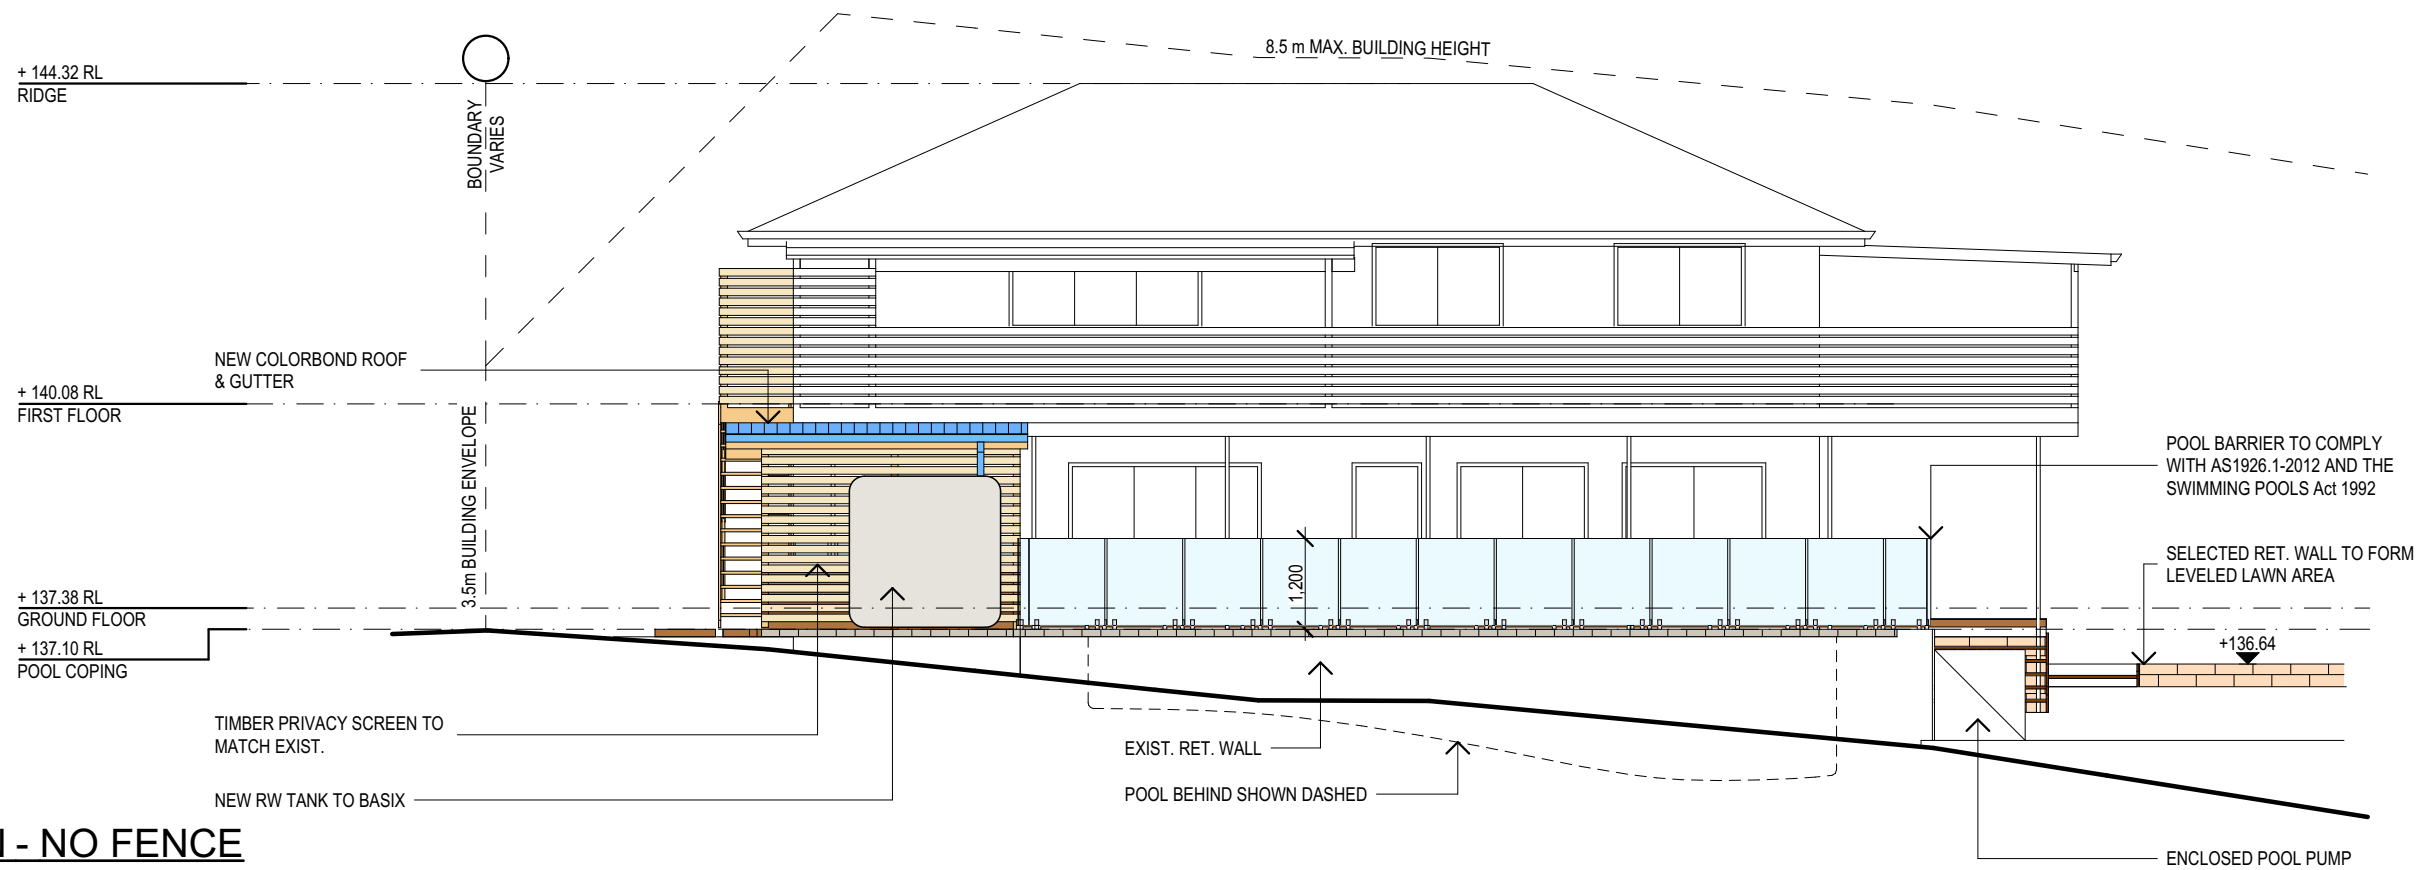 8.5 m MAX. BUILDING HEIGHT
+ 144.32 RL
RIDGE
BOUNDARY
VARIES
NEW COLORBOND ROOF
& GUTTER
+ 140.08 RL
FIRST FLOOR
3.5m BUILDING ENVELOPE
POOL BARRIER TO COMPLY
WITH AS1926.1-2012 AND THE
SWIMMING POOLS Act 1992
SELECTED RET. WALL TO FORM
LEVELED LAWN AREA
1,200
+ 137.38 RL
GROUND FLOOR
+ 137.10 RL
POOL COPING
+136.64
TIMBER PRIVACY SCREEN TO
MATCH EXIST.
EXIST. RET. WALL
NEW RW TANK TO BASIX
POOL BEHIND SHOWN DASHED
- NO FENCE
ENCLOSED POOL PUMP